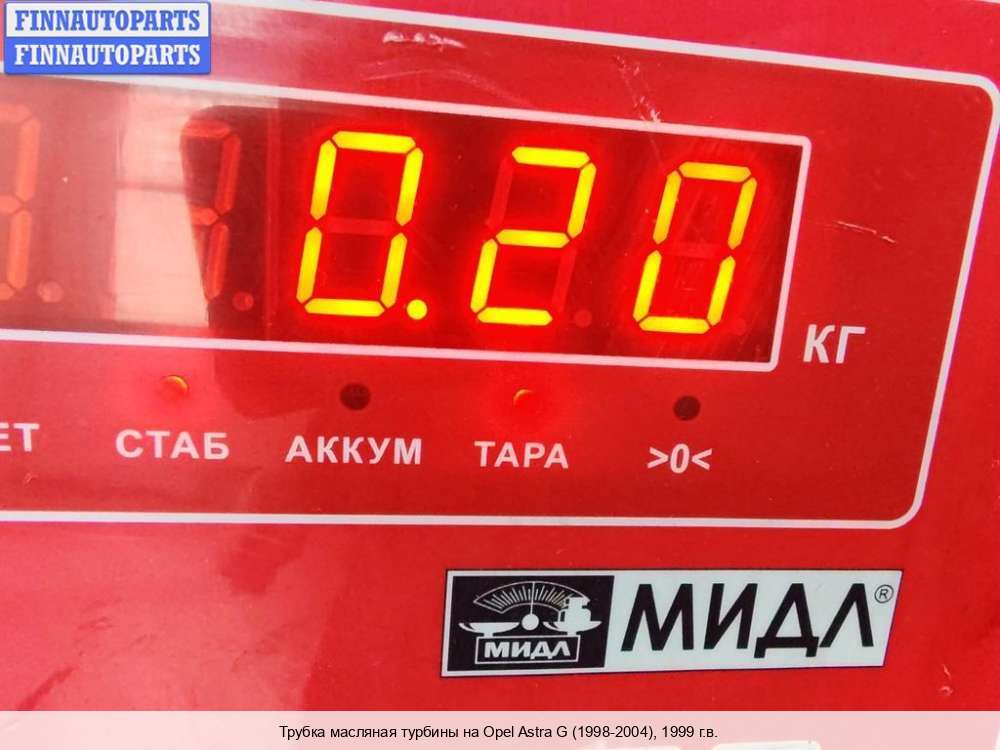 FINNAUTOPARTS
FINNAUTOPARTS
0.20
КГ
СТАБ АККУМ ТАРА >0<
МИДЛ
МИДЛ®
Трубка масляная турбины на Opel Astra G (1998-2004), 1999 г.в.